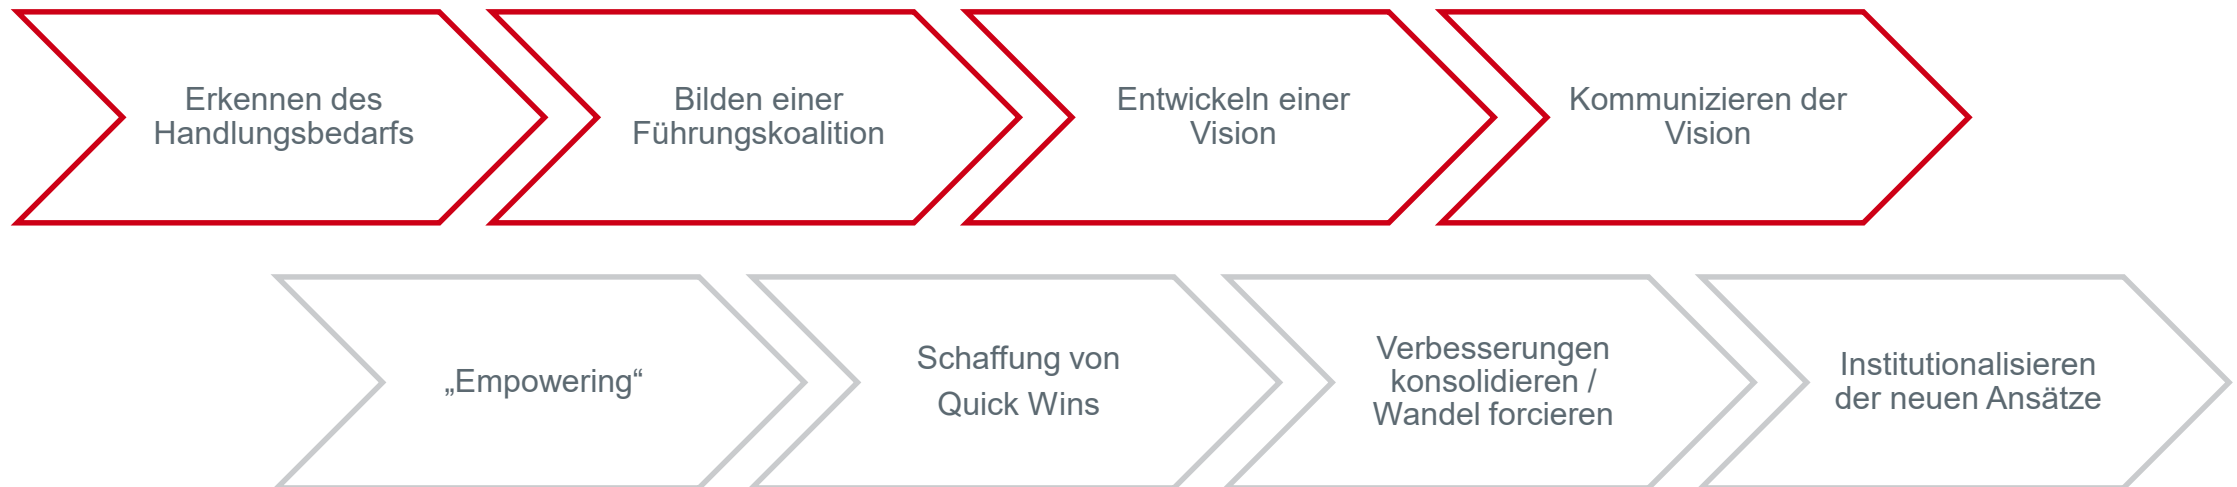 Erkennen des
Handlungsbedarfs
Bilden einer
Führungskoalition
Entwickeln einer
Vision
Kommunizieren der
Vision
„Empowering“
Schaffung von
Quick Wins
Verbesserungen
konsolidieren /
Wandel forcieren
Institutionalisieren
der neuen Ansätze